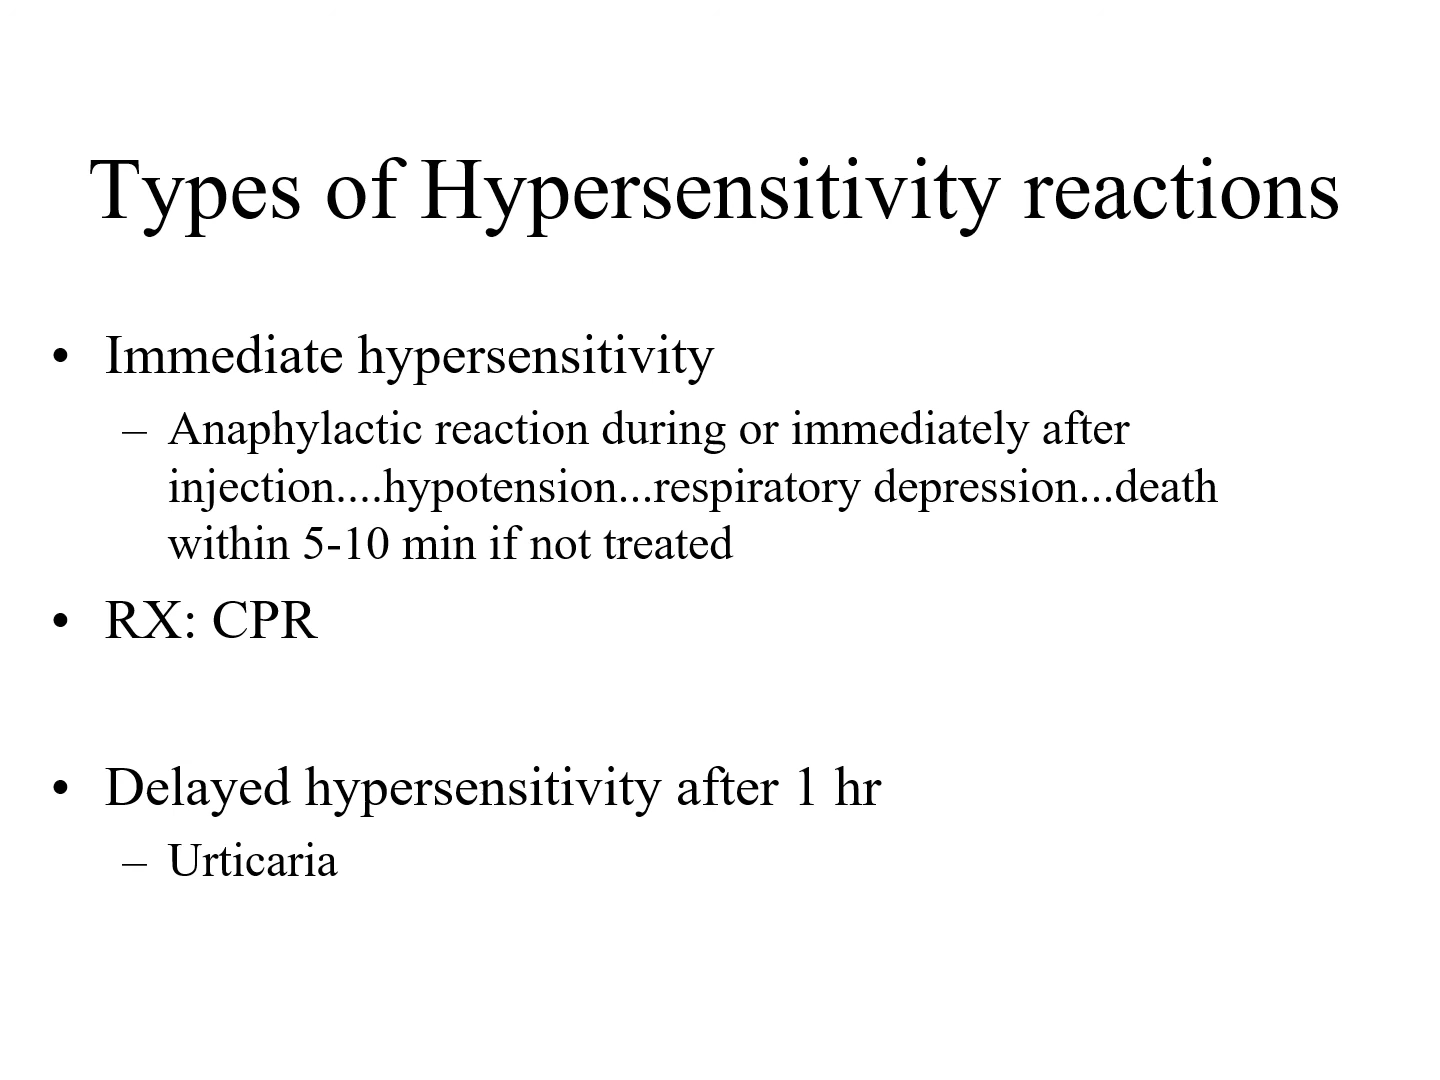 Types of Hypersensitivity reactions
• Immediate hypersensitivity
– Anaphylactic reaction during or immediately after
injection....hypotension...respiratory depression...death
within 5-10 min if not treated
• RX: CPR
• Delayed hypersensitivity after 1 hr
– Urticaria